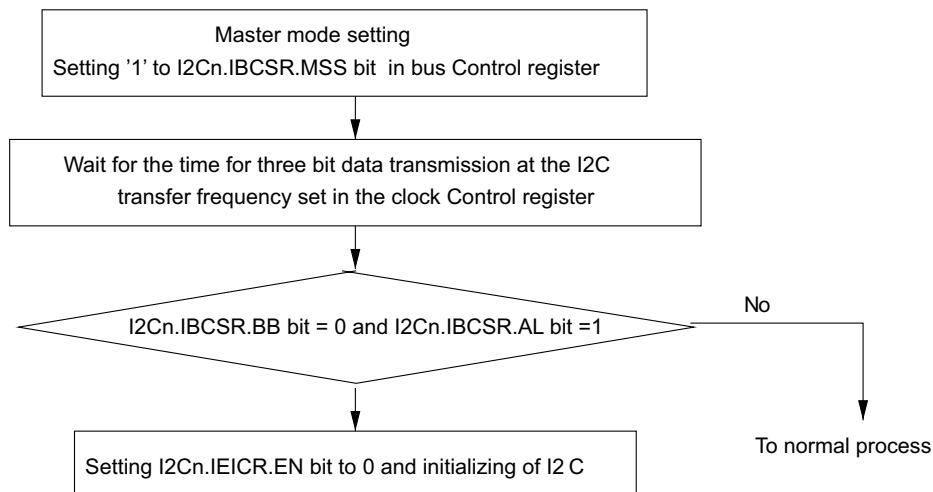 Master mode setting
Setting ’1’ to I2Cn.IBCSR.MSS bit in bus Control register
Wait for the time for three bit data transmission at the I2C
transfer frequency set in the clock Control register
I2Cn.IBCSR.BB bit = 0 and I2Cn.IBCSR.AL bit =1
No
To normal process
Setting I2Cn.IEICR.EN bit to 0 and initializing of I2 C